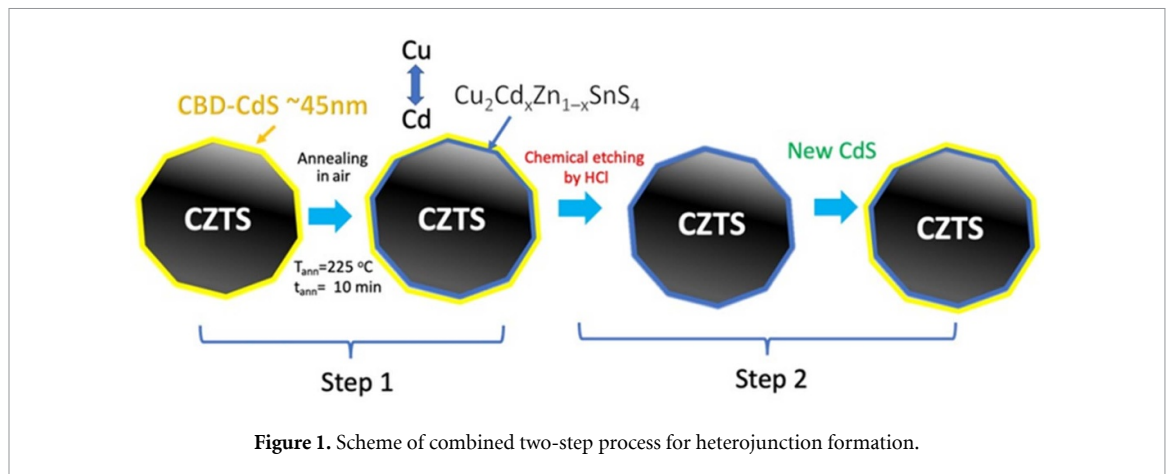 CBD-CdS ~45nm
CZTS
Annealing
in air
Tₐₙₙ=225 °C
tₐₙₙ= 10 min
Cu
Cd
Cu₂CdₓZn₁₋ₓSnS₄
CZTS
Chemical etching
by HCl
CZTS
New CdS
CZTS
Step 1
Step 2
Figure 1. Scheme of combined two-step process for heterojunction formation.